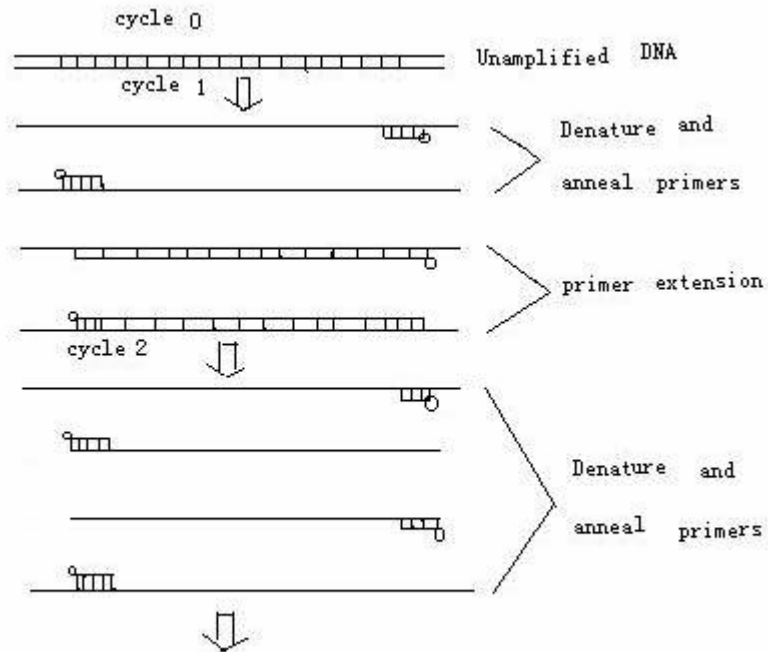 cycle 0
Unamplified DNA
cycle 1
Denature and
anneal primers
primer extension
cycle 2
Denature and
anneal primers